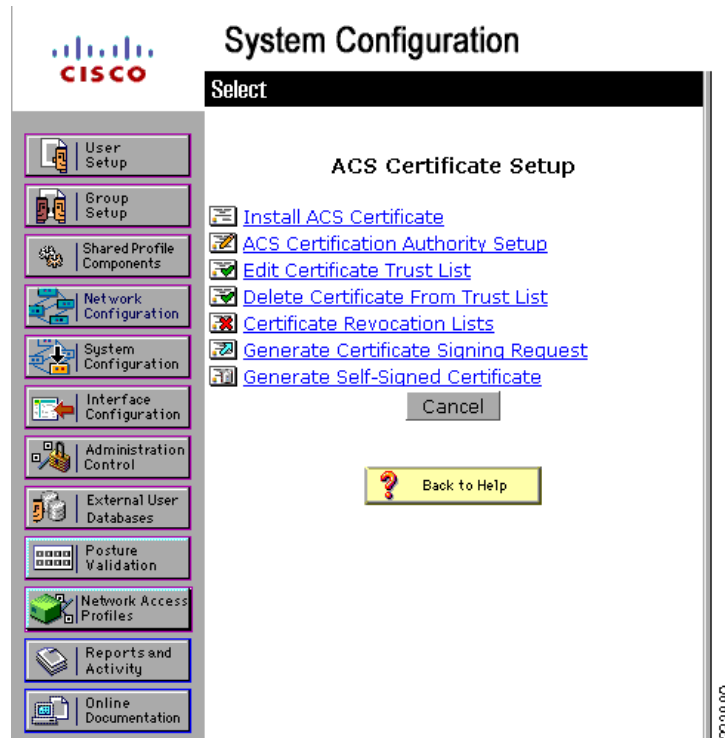 CISCO
System Configuration
Select
User
Setup
Group
Setup
Shared Profile
Components
Network
Configuration
System
Configuration
Interface
Configuration
Administration
Control
External User
Databases
Posture
Validation
Network Access
Profiles
Reports and
Activity
Online
Documentation
ACS Certificate Setup
Install ACS Certificate
ACS Certification Authority Setup
Edit Certificate Trust List
Delete Certificate From Trust List
Certificate Revocation Lists
Generate Certificate Signing Request
Generate Self-Signed Certificate
Cancel
? Back to Help